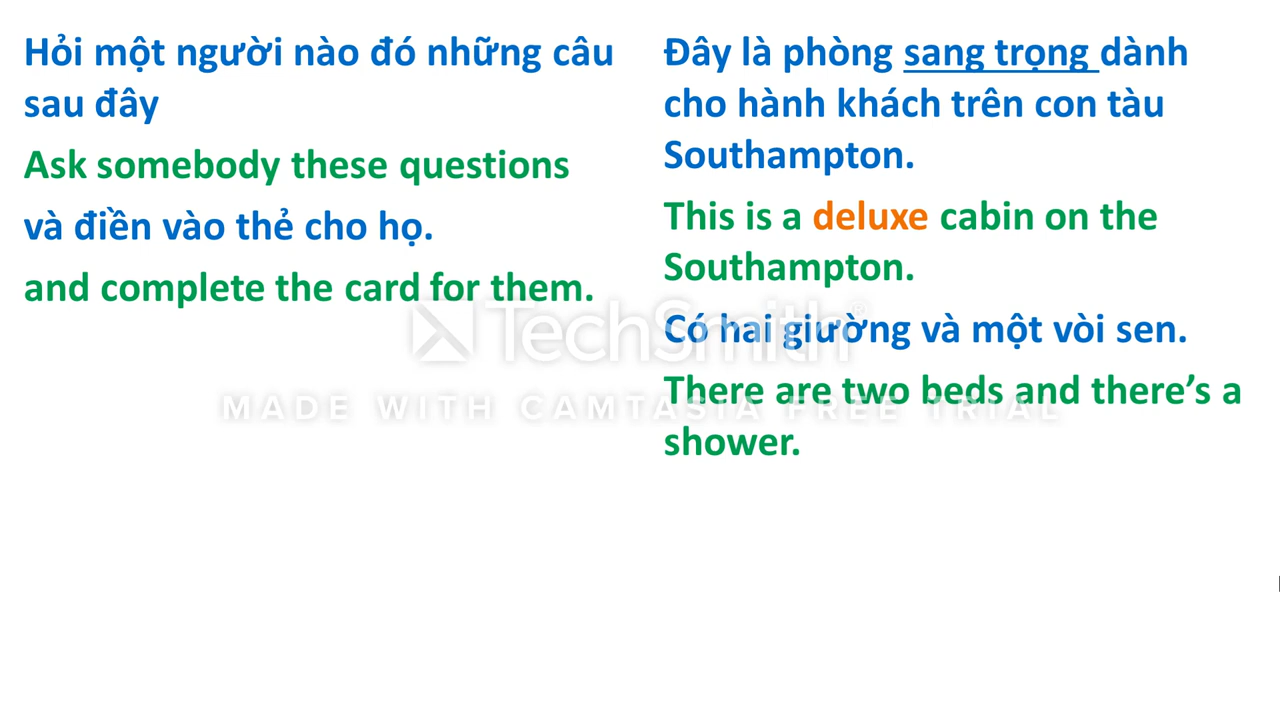 Hỏi một người nào đó những câu
sau đây
Ask somebody these questions
và điền vào thẻ cho họ.
and complete the card for them.
Đây là phòng sang trọng dành
cho hành khách trên con tàu
Southampton.
This is a deluxe cabin on the
Southampton.
Có hai giường và một vòi sen.
There are two beds and there’s a
shower.
TechSmith®
MADE WITH CAMTASIA FREE TRIAL